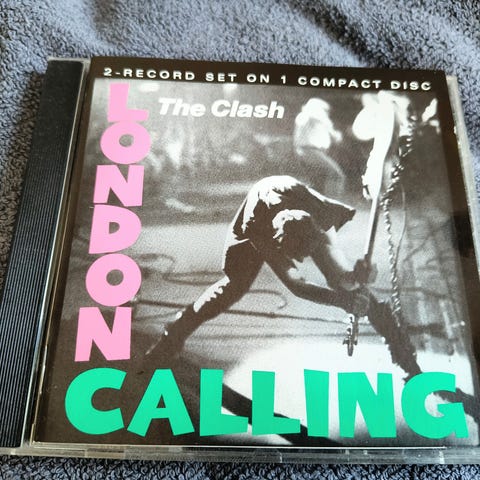 2-RECORD SET ON 1 COMPACT DISC
The Clash
LONDON
CALLING